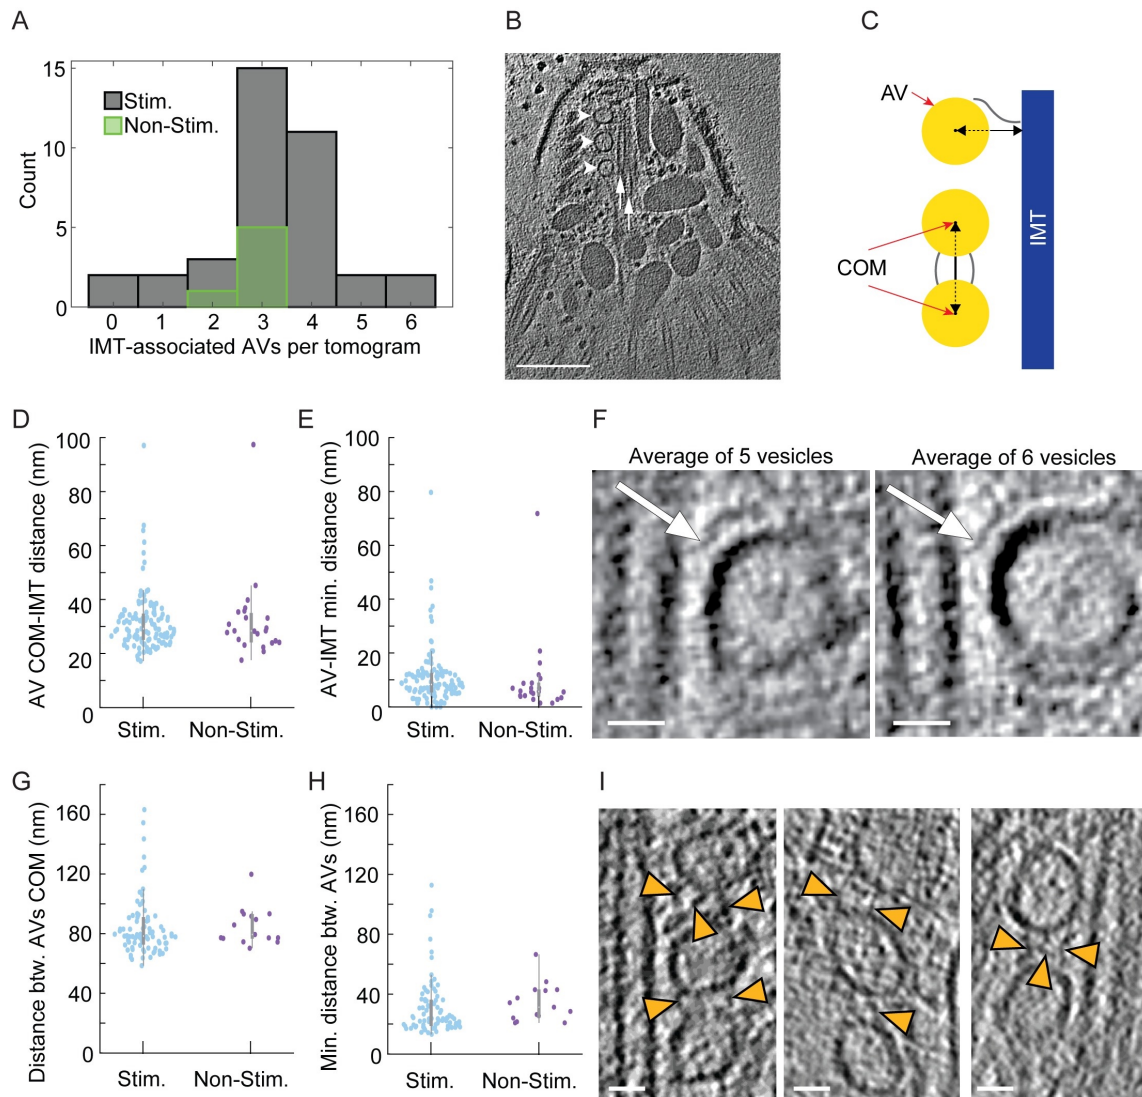 A
15
10
5
0
Count
Stim.
Non-Stim.
0 1 2 3 4 5 6
IMT-associated AVs per tomogram
B
C
AV
COM
IMT
D
AV COM-IMT distance (nm)
100
80
60
40
20
0
Stim. Non-Stim.
E
AV-IMT min. distance (nm)
100
80
60
40
20
0
Stim. Non-Stim.
F
Average of 5 vesicles
Average of 6 vesicles
G
Distance btw. AVs COM (nm)
160
120
80
40
0
Stim. Non-Stim.
H
Min. distance btw. AVs (nm)
160
120
80
40
0
Stim. Non-Stim.
I